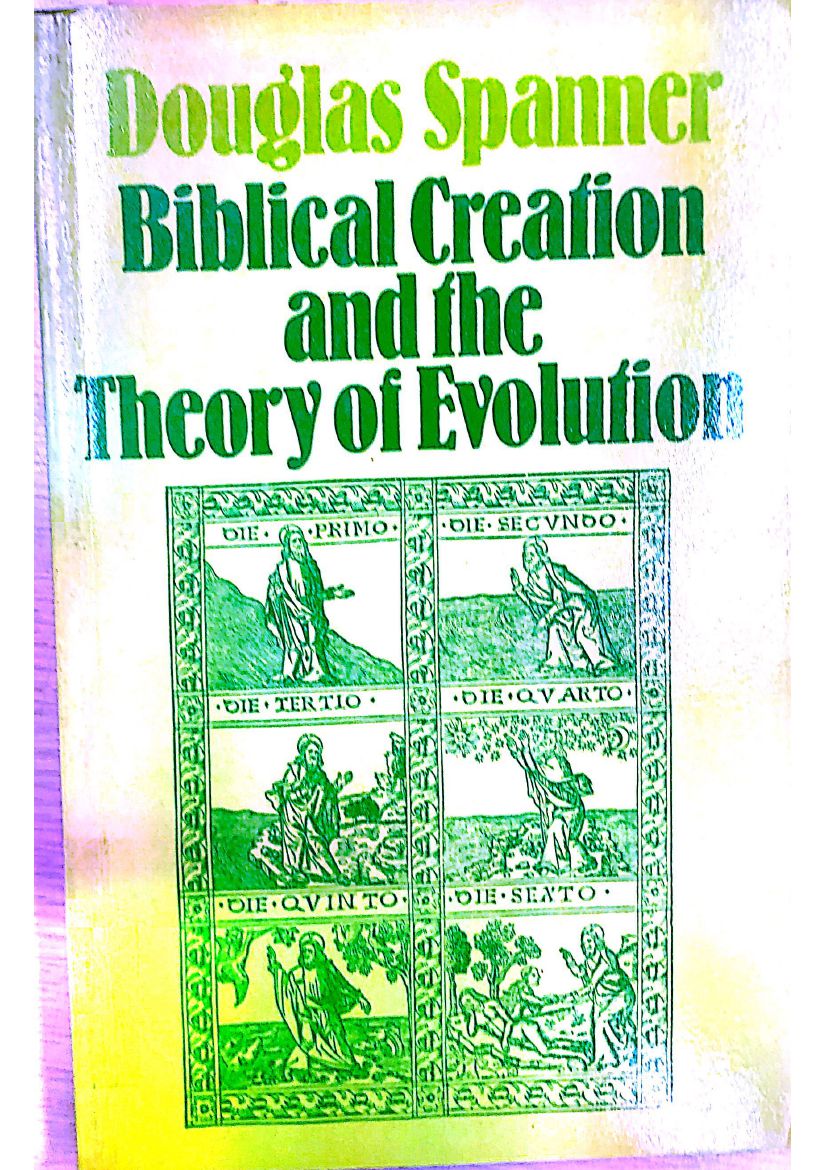 Douglas Spanner
Biblical Creation
and the
Theory of Evolution
DIE · PRIMO ·
· DIE · SECVNDO ·
· DIE · TERTIO ·
· DIE · QVARTO ·
· DIE · QVINTO ·
· DIE · SEXTO ·